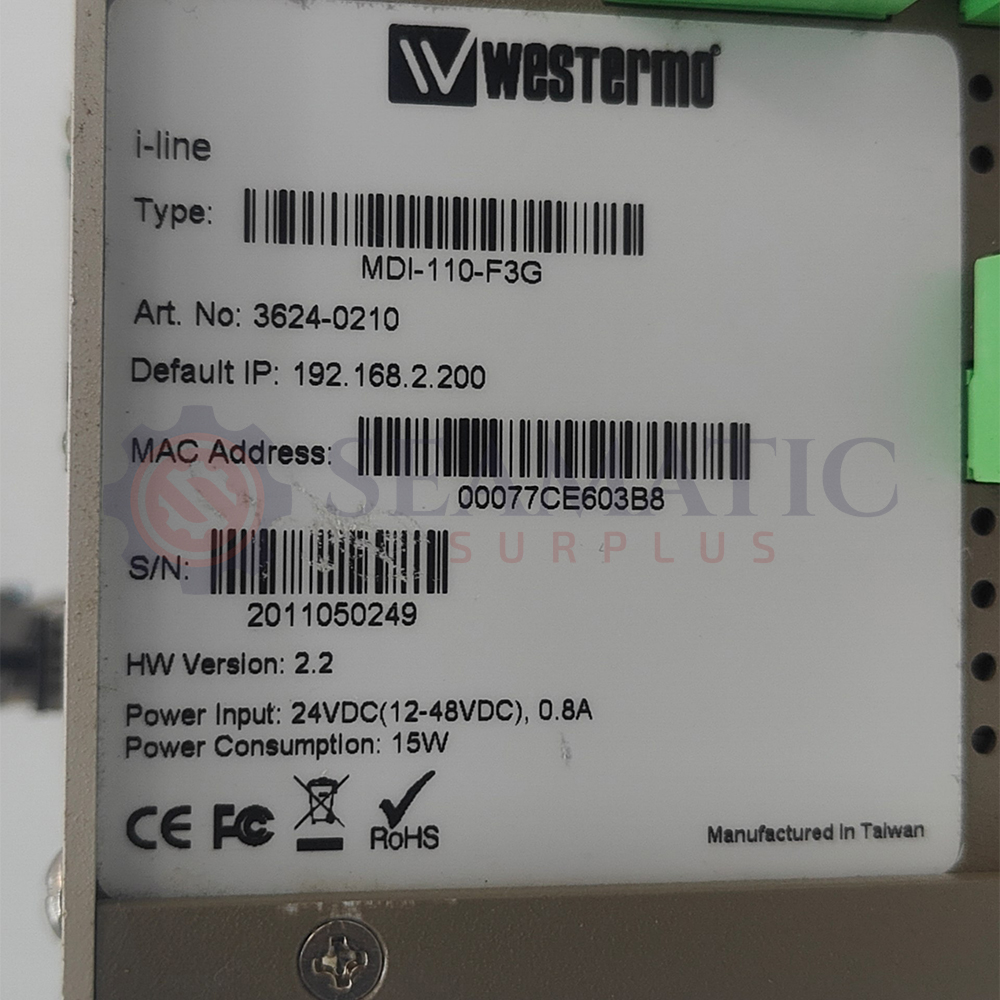 westermo
i-line
Type:
MDI-110-F3G
Art. No: 3624-0210
Default IP: 192.168.2.200
MAC Address:
00077CE603B8
SEAMATIC
SURPLUS
S/N:
2011050249
HW Version: 2.2
Power Input: 24VDC(12-48VDC), 0.8A
Power Consumption: 15W
CE FC RoHS
Manufactured in Taiwan